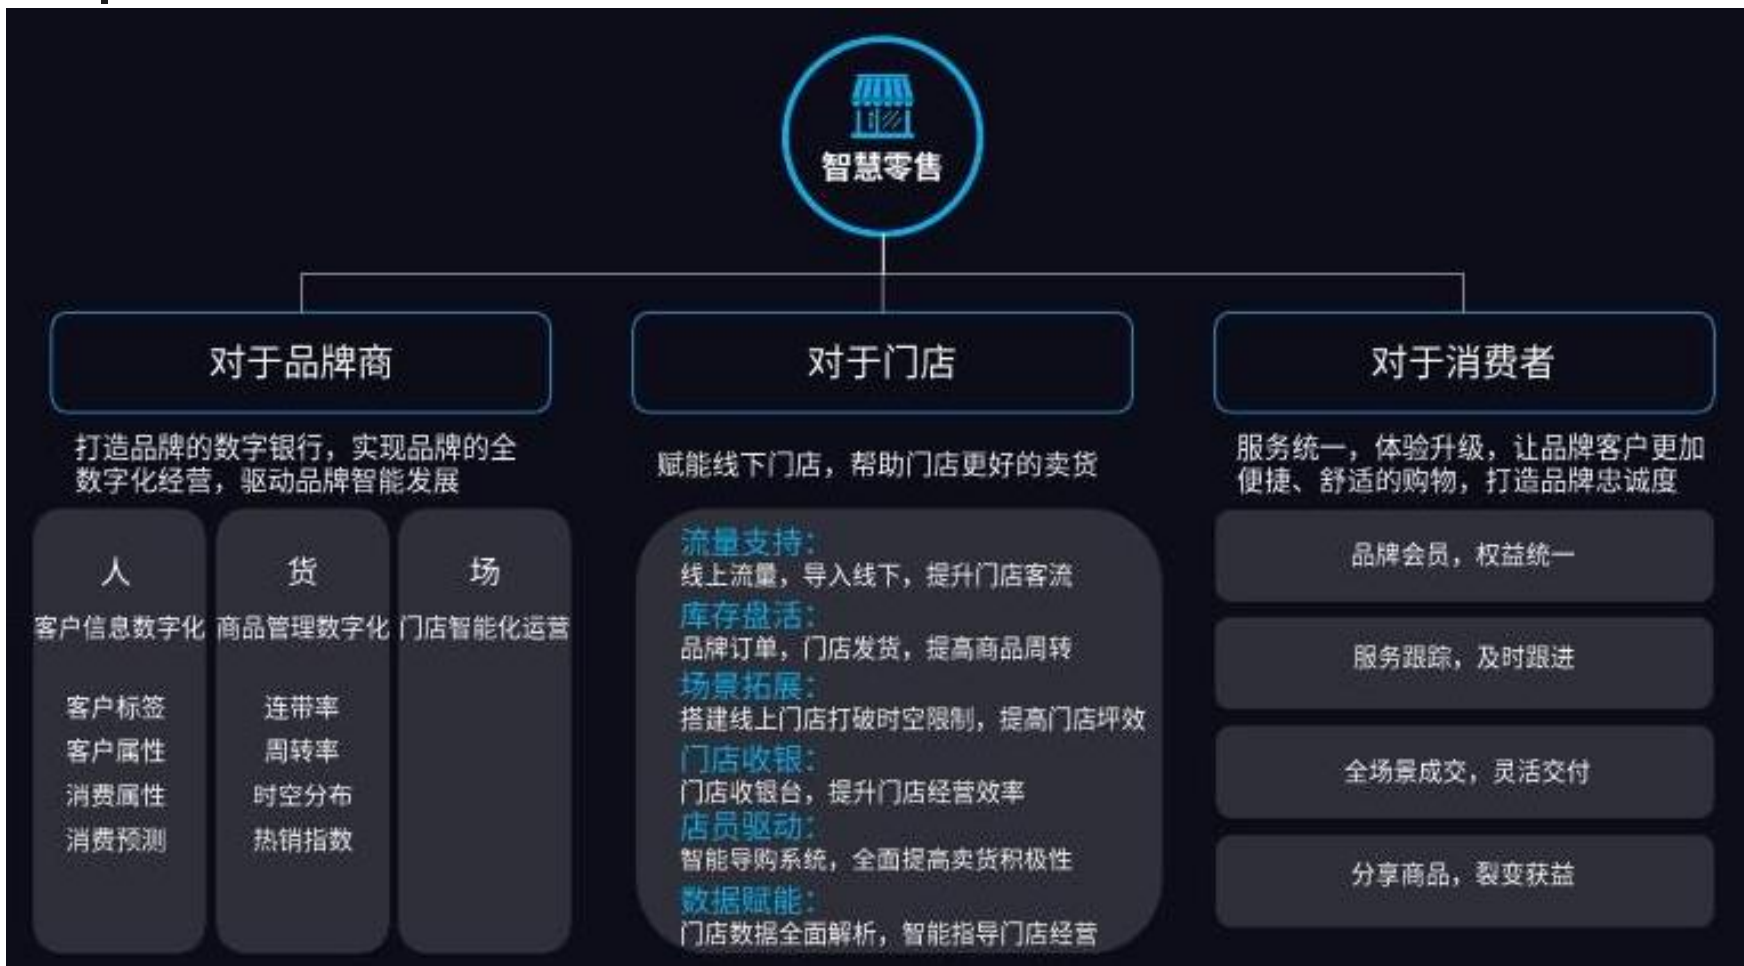 智慧零售
对于品牌商
打造品牌的数字银行，实现品牌的全
数字化经营，驱动品牌智能发展
人
客户信息数字化
客户标签
客户属性
消费属性
消费预测
货
商品管理数字化
连带率
周转率
时空分布
热销指数
场
门店智能化运营
对于门店
赋能线下门店，帮助门店更好的卖货
流量支持：
线上流量，导入线下，提升门店客流
库存盘活：
品牌订单，门店发货，提高商品周转
场景拓展：
搭建线上门店打破时空限制，提高门店坪效
门店收银：
门店收银台，提升门店经营效率
店员驱动：
智能导购系统，全面提高卖货积极性
数据赋能：
门店数据全面解析，智能指导门店经营
对于消费者
服务统一，体验升级，让品牌客户更加
便捷、舒适的购物，打造品牌忠诚度
品牌会员，权益统一
服务跟踪，及时跟进
全场景成交，灵活交付
分享商品，裂变获益